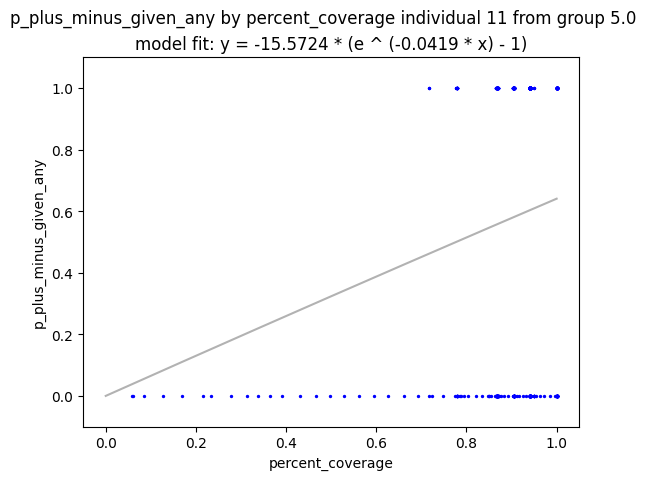 p_plus_minus_given_any by percent_coverage individual 11 from group 5.0
model fit: y = -15.5724 * (e ^ (-0.0419 * x) - 1)
p_plus_minus_given_any
1.0
0.8
0.6
0.4
0.2
0.0
0.0 0.2 0.4 0.6 0.8 1.0
percent_coverage